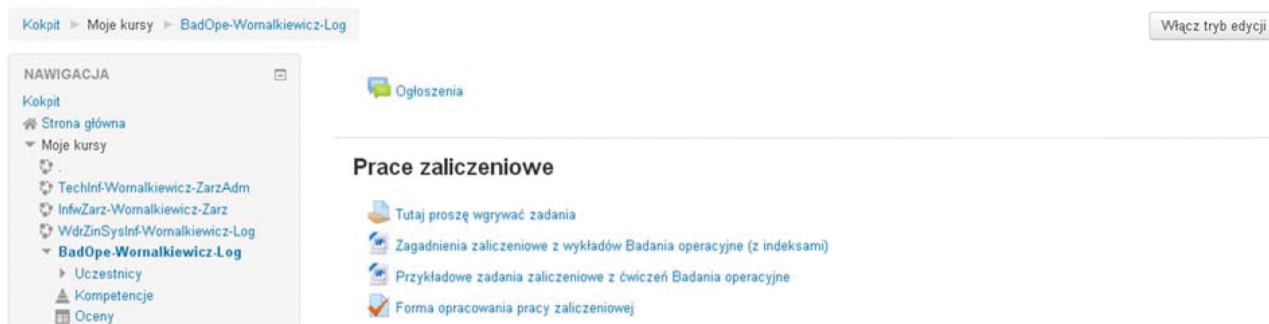 Kokpit ► Moje kursy ► BadOpe-Wornalkiewicz-Log
Włącz tryb edycji
NAWIGACJA
Kokpit
Strona główna
Moje kursy
.
TechInf-Wornalkiewicz-ZarzAdm
InfwZarz-Wornalkiewicz-Zarz
WdrZinSysInf-Wornalkiewicz-Log
BadOpe-Wornalkiewicz-Log
Uczestnicy
Kompetencje
Oceny
Ogłoszenia
Prace zaliczeniowe
Tutaj proszę wgrywać zadania
Zagadnienia zaliczeniowe z wykładów Badania operacyjne (z indeksami)
Przykładowe zadania zaliczeniowe z ćwiczeń Badania operacyjne
Forma opracowania pracy zaliczeniowej